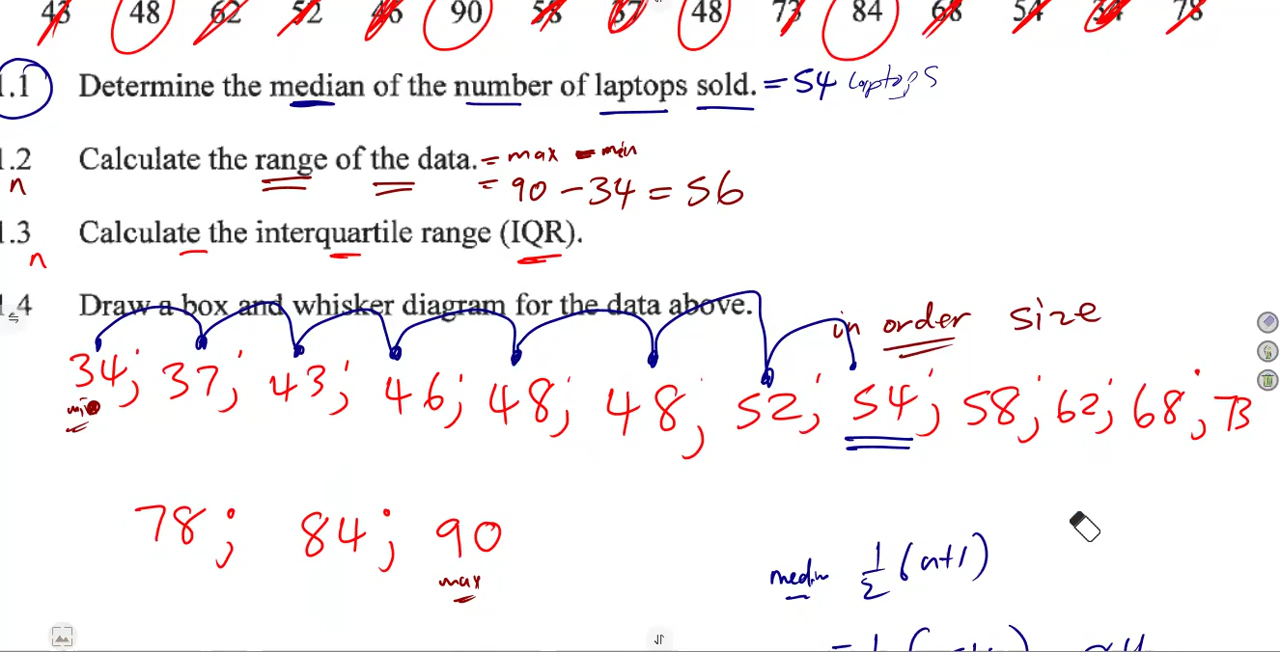 43 48 62 52 46 90 58 37 48 73 84 68 54 34 78
1.1 Determine the median of the number of laptops sold. = 54 laptops
1.2 Calculate the range of the data. = max - min
n = 90 - 34 = 56
1.3 Calculate the interquartile range (IQR).
n
1.4 Draw a box and whisker diagram for the data above.
in order size
34; 37; 43; 46; 48; 48; 52; 54; 58; 62; 68; 73
min
78; 84; 90
max
median 1/2 (n+1)